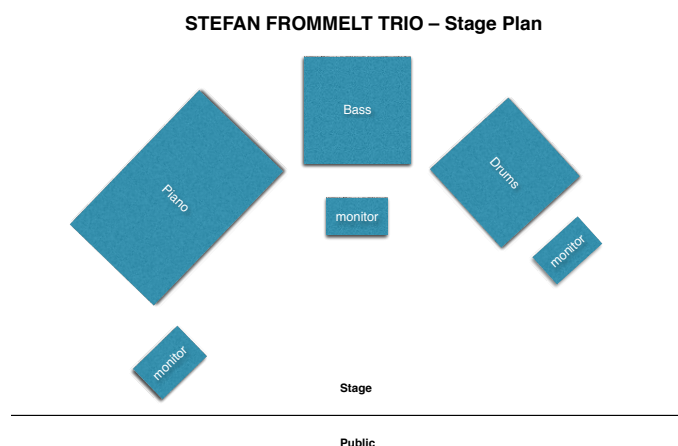 STEFAN FROMMELT TRIO – Stage Plan
Bass
Piano
Drums
monitor
monitor
monitor
Stage
Public